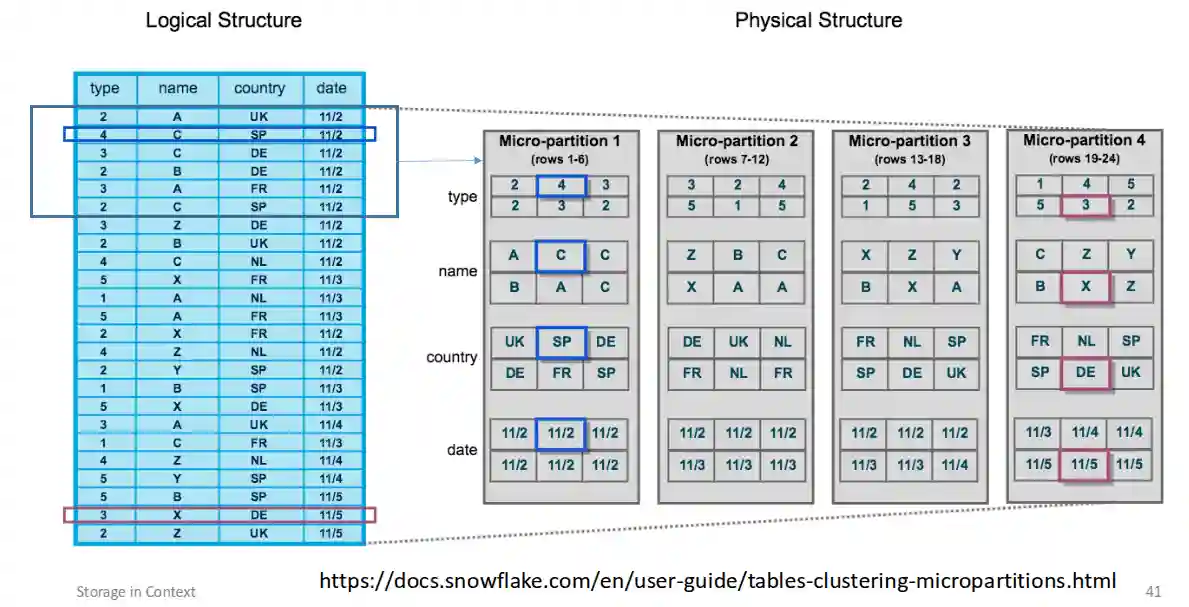 Logical Structure
Physical Structure
type name country date
2 A UK 11/2
4 C SP 11/2
3 C DE 11/2
2 B DE 11/2
3 A FR 11/2
2 C SP 11/2
3 Z DE 11/2
2 B UK 11/2
4 C NL 11/2
5 X FR 11/3
1 A NL 11/3
5 A FR 11/3
2 X FR 11/2
4 Z NL 11/2
2 Y SP 11/2
1 B SP 11/3
5 X DE 11/3
3 A UK 11/4
1 C FR 11/3
4 Z NL 11/4
5 Y SP 11/4
5 B SP 11/5
3 X DE 11/5
2 Z UK 11/5
Micro-partition 1 Micro-partition 2 Micro-partition 3 Micro-partition 4
(rows 1-6) (rows 7-12) (rows 13-18) (rows 19-24)
type
2 4 3 3 2 4 2 4 2 1 4 5
2 3 2 5 1 5 1 5 3 5 3 2
name
A C C Z B C X Z Y C Z Y
B A C X A A B X A B X Z
country
UK SP DE DE UK NL FR NL SP FR NL SP
DE FR SP FR NL FR SP DE UK SP DE UK
date
11/2 11/2 11/2 11/2 11/2 11/2 11/2 11/2 11/2 11/3 11/4 11/4
11/2 11/2 11/2 11/3 11/3 11/3 11/3 11/3 11/4 11/5 11/5 11/5
https://docs.snowflake.com/en/user-guide/tables-clustering-micropartitions.html
Storage in Context
41